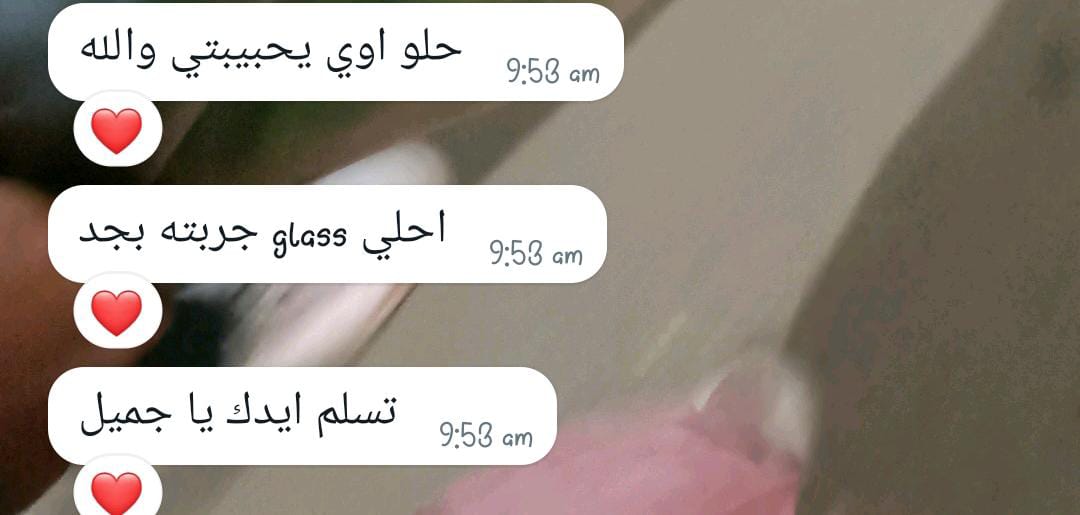 حلو اوي يحبيبتي والله
9:53 am
احلي glass جربته بجد
9:53 am
تسلم ايدك يا جميل
9:53 am